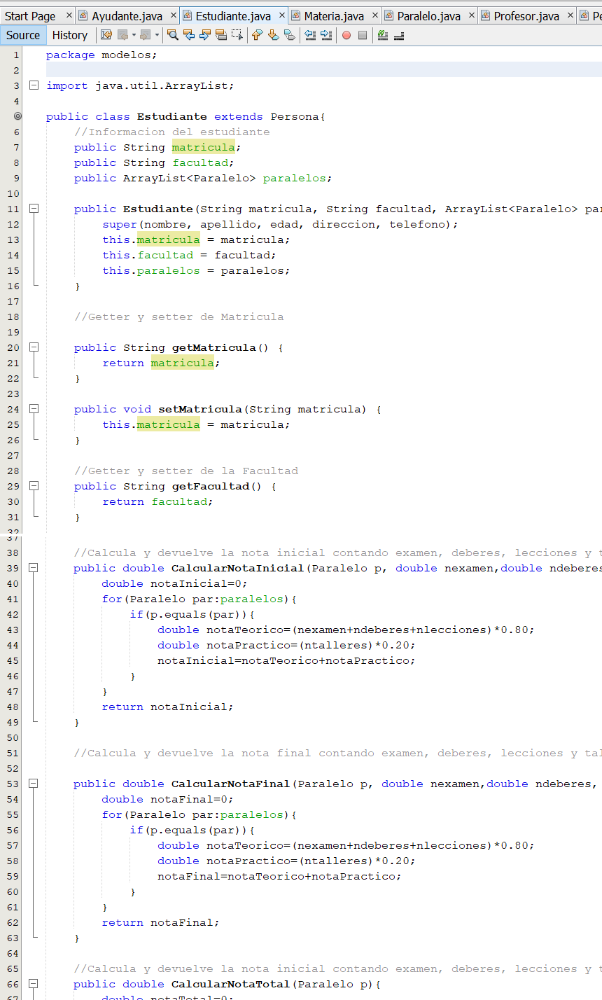 Start Page × Ayudante.java × Estudiante.java × Materia.java × Paralelo.java × Profesor.java × Pe
Source History
1 package modelos;
2
3 import java.util.ArrayList;
4
public class Estudiante extends Persona{
6 //Informacion del estudiante
7 public String matricula;
8 public String facultad;
9 public ArrayList<Paralelo> paralelos;
10
11 public Estudiante(String matricula, String facultad, ArrayList<Paralelo> par
12 super(nombre, apellido, edad, direccion, telefono);
13 this.matricula = matricula;
14 this.facultad = facultad;
15 this.paralelos = paralelos;
16 }
17
18 //Getter y setter de Matricula
19
20 public String getMatricula() {
21 return matricula;
22 }
23
24 public void setMatricula(String matricula) {
25 this.matricula = matricula;
26 }
27
28 //Getter y setter de la Facultad
29 public String getFacultad() {
30 return facultad;
31 }
32
37
38 //Calcula y devuelve la nota inicial contando examen, deberes, lecciones y t
39 public double CalcularNotaInicial(Paralelo p, double nexamen,double ndeberes
40 double notaInicial=0;
41 for(Paralelo par:paralelos){
42 if(p.equals(par)){
43 double notaTeorico=(nexamen+ndeberes+nlecciones)*0.80;
44 double notaPractico=(ntalleres)*0.20;
45 notaInicial=notaTeorico+notaPractico;
46 }
47 }
48 return notaInicial;
49 }
50
51 //Calcula y devuelve la nota final contando examen, deberes, lecciones y tal
52
53 public double CalcularNotaFinal(Paralelo p, double nexamen,double ndeberes,
54 double notaFinal=0;
55 for(Paralelo par:paralelos){
56 if(p.equals(par)){
57 double notaTeorico=(nexamen+ndeberes+nlecciones)*0.80;
58 double notaPractico=(ntalleres)*0.20;
59 notaFinal=notaTeorico+notaPractico;
60 }
61 }
62 return notaFinal;
63 }
64
65 //Calcula y devuelve la nota inicial contando examen, deberes, lecciones y t
66 public double CalcularNotaTotal(Paralelo p){
67 double notaTotal=0;